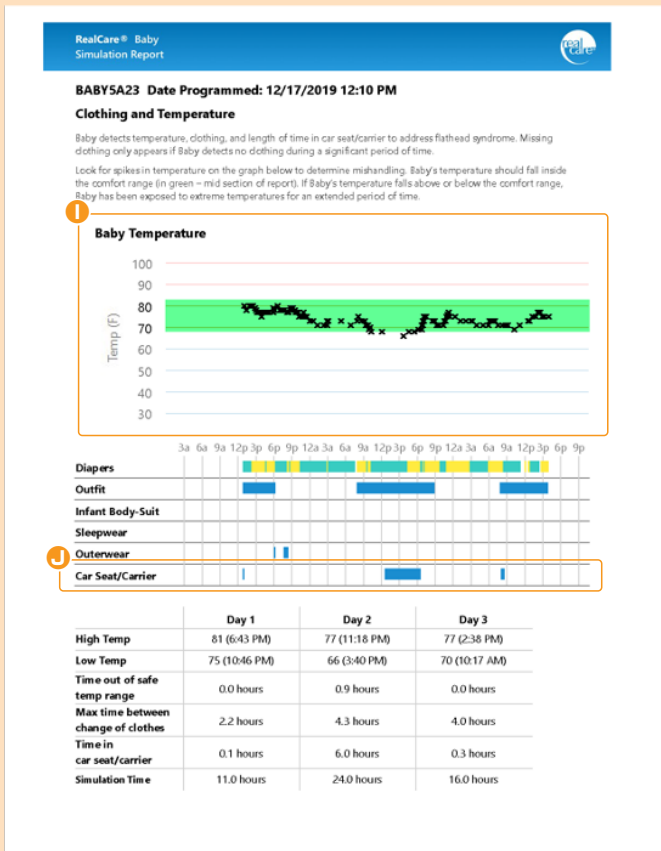 RealCare® Baby
Simulation Report
real
care
BABY5A23 Date Programmed: 12/17/2019 12:10 PM
Clothing and Temperature
Baby detects temperature, clothing, and length of time in car seat/carrier to address flathead syndrome. Missing
clothing only appears if Baby detects no clothing during a significant period of time.
Look for spikes in temperature on the graph below to determine mishandling. Baby's temperature should fall inside
the comfort range (in green – mid section of report). If Baby's temperature falls above or below the comfort range,
Baby has been exposed to extreme temperatures for an extended period of time.
I
Baby Temperature
Temp (F)
100
90
80
70
60
50
40
30
3a 6a 9a 12p 3p 6p 9p 12a 3a 6a 9a 12p 3p 6p 9p 12a 3a 6a 9a 12p 3p 6p 9p
Diapers
Outfit
Infant Body-Suit
Sleepwear
Outerwear
J
Car Seat/Carrier
Day 1 Day 2 Day 3
High Temp 81 (6:43 PM) 77 (11:18 PM) 77 (2:38 PM)
Low Temp 75 (10:46 PM) 66 (3:40 PM) 70 (10:17 AM)
Time out of safe
temp range 0.0 hours 0.9 hours 0.0 hours
Max time between
change of clothes 2.2 hours 4.3 hours 4.0 hours
Time in
car seat/carrier 0.1 hours 6.0 hours 0.3 hours
Simulation Time 11.0 hours 24.0 hours 16.0 hours